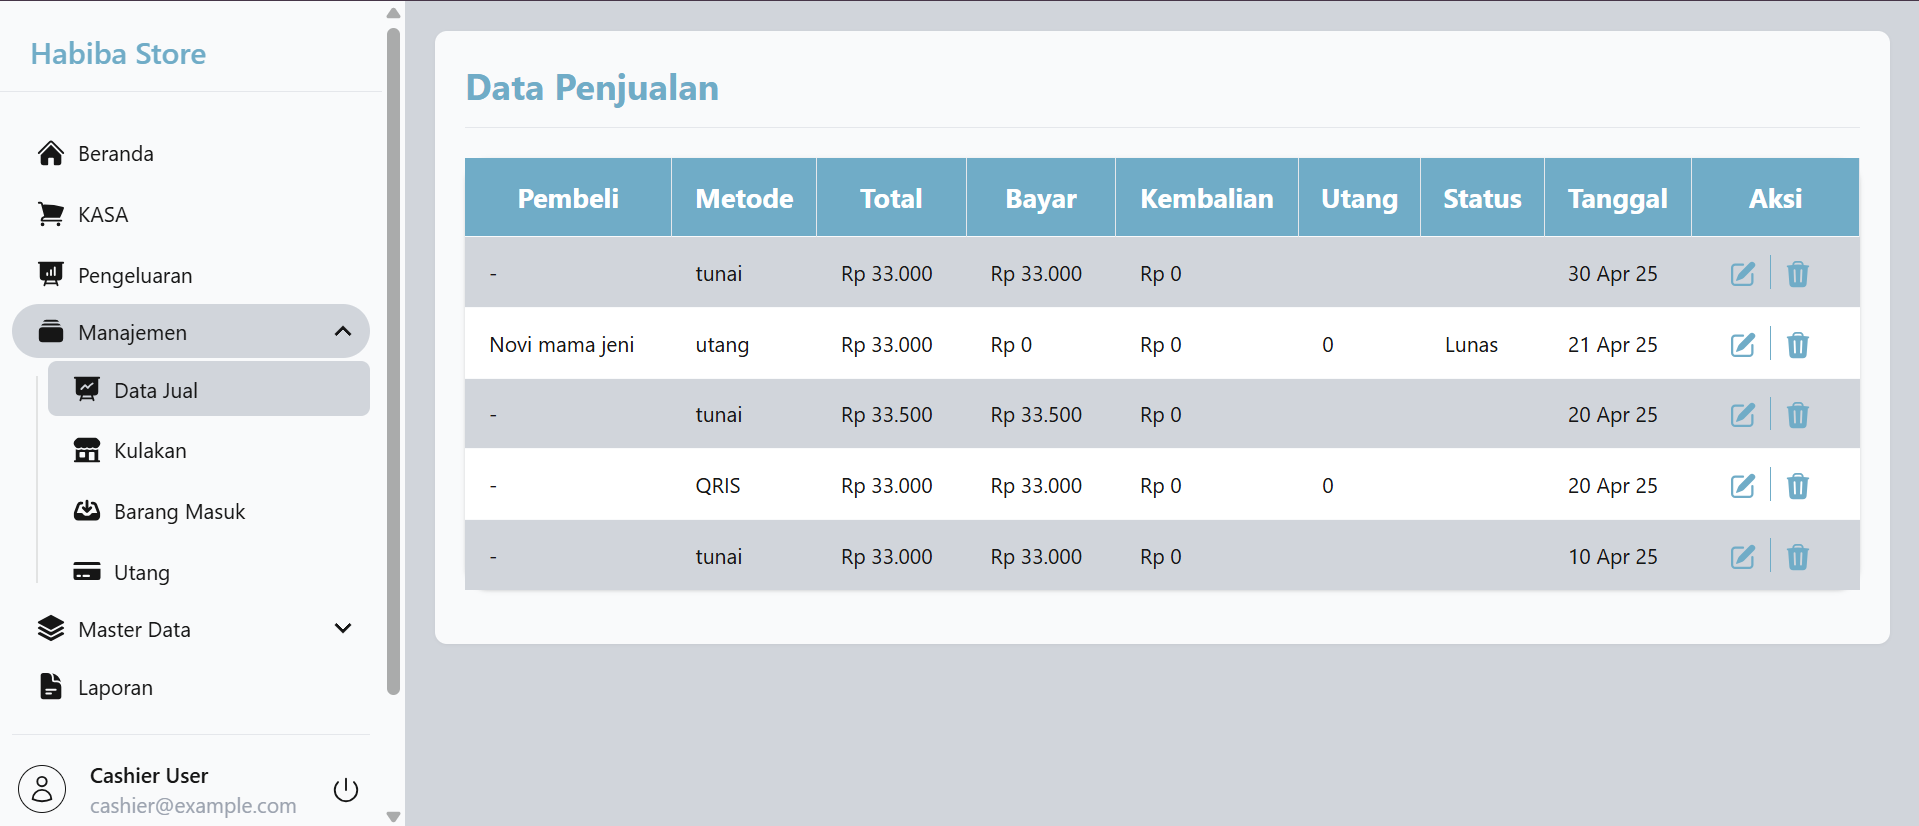 Habiba Store
Beranda
KASA
Pengeluaran
Manajemen
Data Jual
Kulakan
Barang Masuk
Utang
Master Data
Laporan
Cashier User
cashier@example.com
Data Penjualan
Pembeli Metode Total Bayar Kembalian Utang Status Tanggal Aksi
- tunai Rp 33.000 Rp 33.000 Rp 0 30 Apr 25
Novi mama jeni utang Rp 33.000 Rp 0 Rp 0 0 Lunas 21 Apr 25
- tunai Rp 33.500 Rp 33.500 Rp 0 20 Apr 25
- QRIS Rp 33.000 Rp 33.000 Rp 0 0 20 Apr 25
- tunai Rp 33.000 Rp 33.000 Rp 0 10 Apr 25